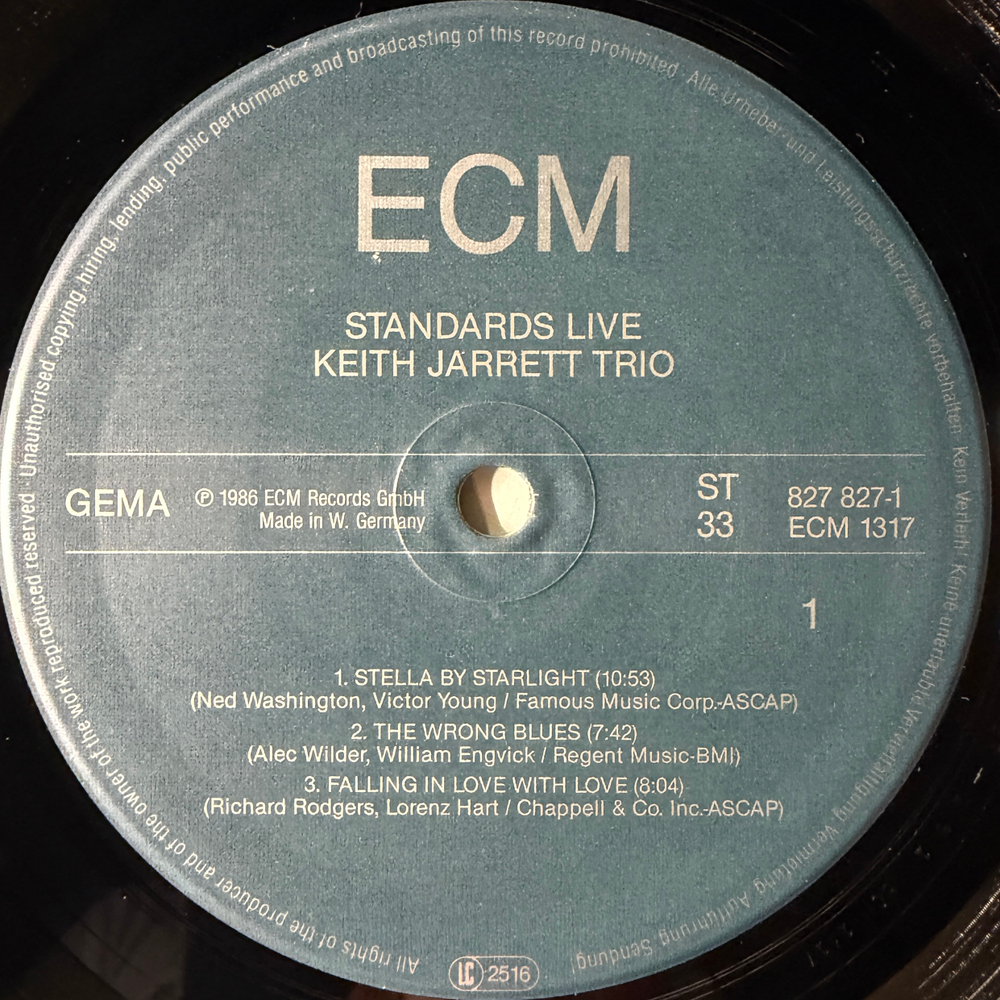 ECM
STANDARDS LIVE
KEITH JARRETT TRIO
GEMA
℗ 1986 ECM Records GmbH
Made in W. Germany
ST
33
827 827-1
ECM 1317
1
1. STELLA BY STARLIGHT (10:53)
(Ned Washington, Victor Young / Famous Music Corp.-ASCAP)
2. THE WRONG BLUES (7:42)
(Alec Wilder, William Engvick / Regent Music-BMI)
3. FALLING IN LOVE WITH LOVE (8:04)
(Richard Rodgers, Lorenz Hart / Chappell & Co. Inc.-ASCAP)
All rights of the producer and of the owner of the work reproduced reserved · Unauthorised copying, hiring, lending, public performance and broadcasting of this record prohibited · Alle Urheber- und Leistungsschutzrechte vorbehalten Kein Verleih! Keine unerlaubte Vervielfältigung Vermietung Aufführung Sendung!
LC 2516